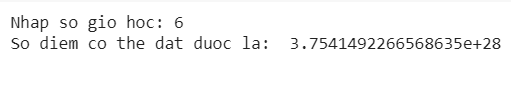 Nhap so gio hoc: 6
So diem co the dat duoc la:  3.7541492266568635e+28